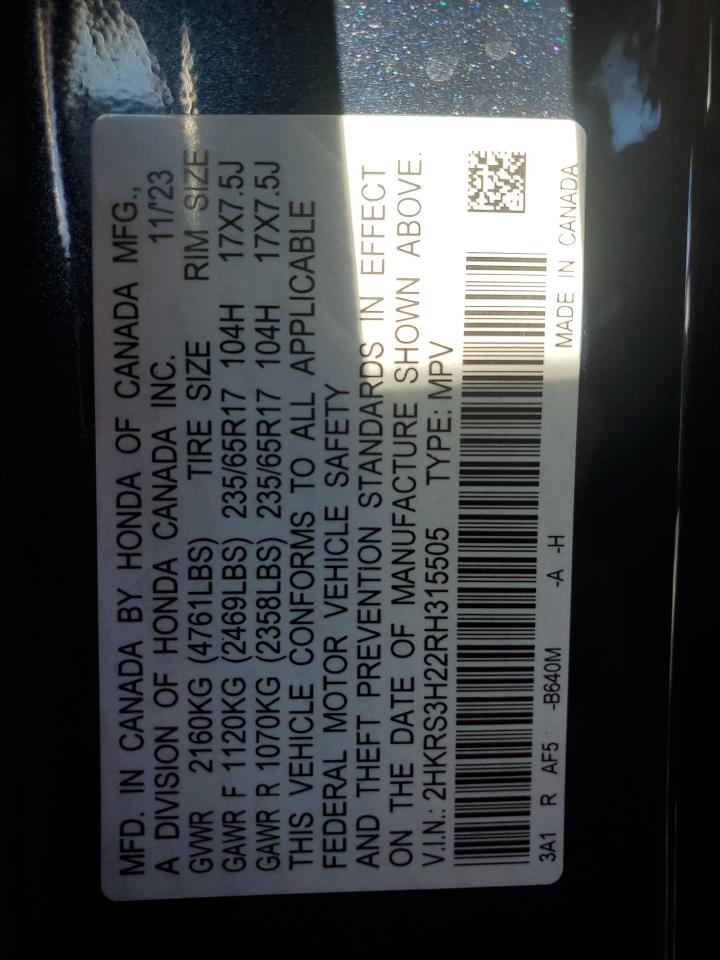 MFD. IN CANADA BY HONDA OF CANADA MFG.,
A DIVISION OF HONDA CANADA INC. 11/23
GVWR 2160KG (4761LBS) TIRE SIZE RIM SIZE
GAWR F 1120KG (2469LBS) 235/65R17 104H 17X7.5J
GAWR R 1070KG (2358LBS) 235/65R17 104H 17X7.5J
THIS VEHICLE CONFORMS TO ALL APPLICABLE
FEDERAL MOTOR VEHICLE SAFETY
AND THEFT PREVENTION STANDARDS IN EFFECT
ON THE DATE OF MANUFACTURE SHOWN ABOVE.
V.I.N.: 2HKRS3H22RH315505 TYPE: MPV
3A1 R AF5 -B640M -A -H MADE IN CANADA